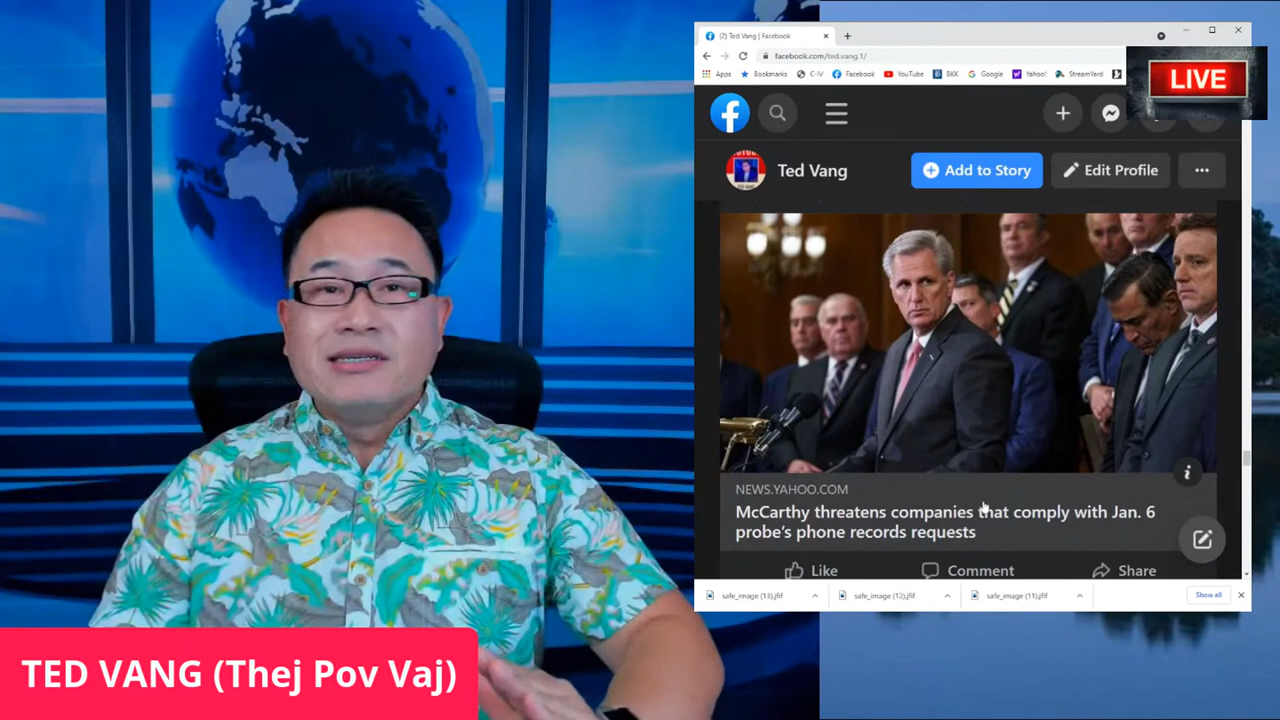 (2) Ted Vang | Facebook
facebook.com/ted.vang.1/
Apps
Bookmarks
C-IV
Facebook
YouTube
BKK
Google
Yahoo!
StreamYard
LIVE
Ted Vang
Add to Story
Edit Profile
NEWS.YAHOO.COM
McCarthy threatens companies that comply with Jan. 6
probe's phone records requests
Like
Comment
Share
safe_image (13).jfif
safe_image (12).jfif
safe_image (11).jfif
Show all
TED VANG (Thej Pov Vaj)